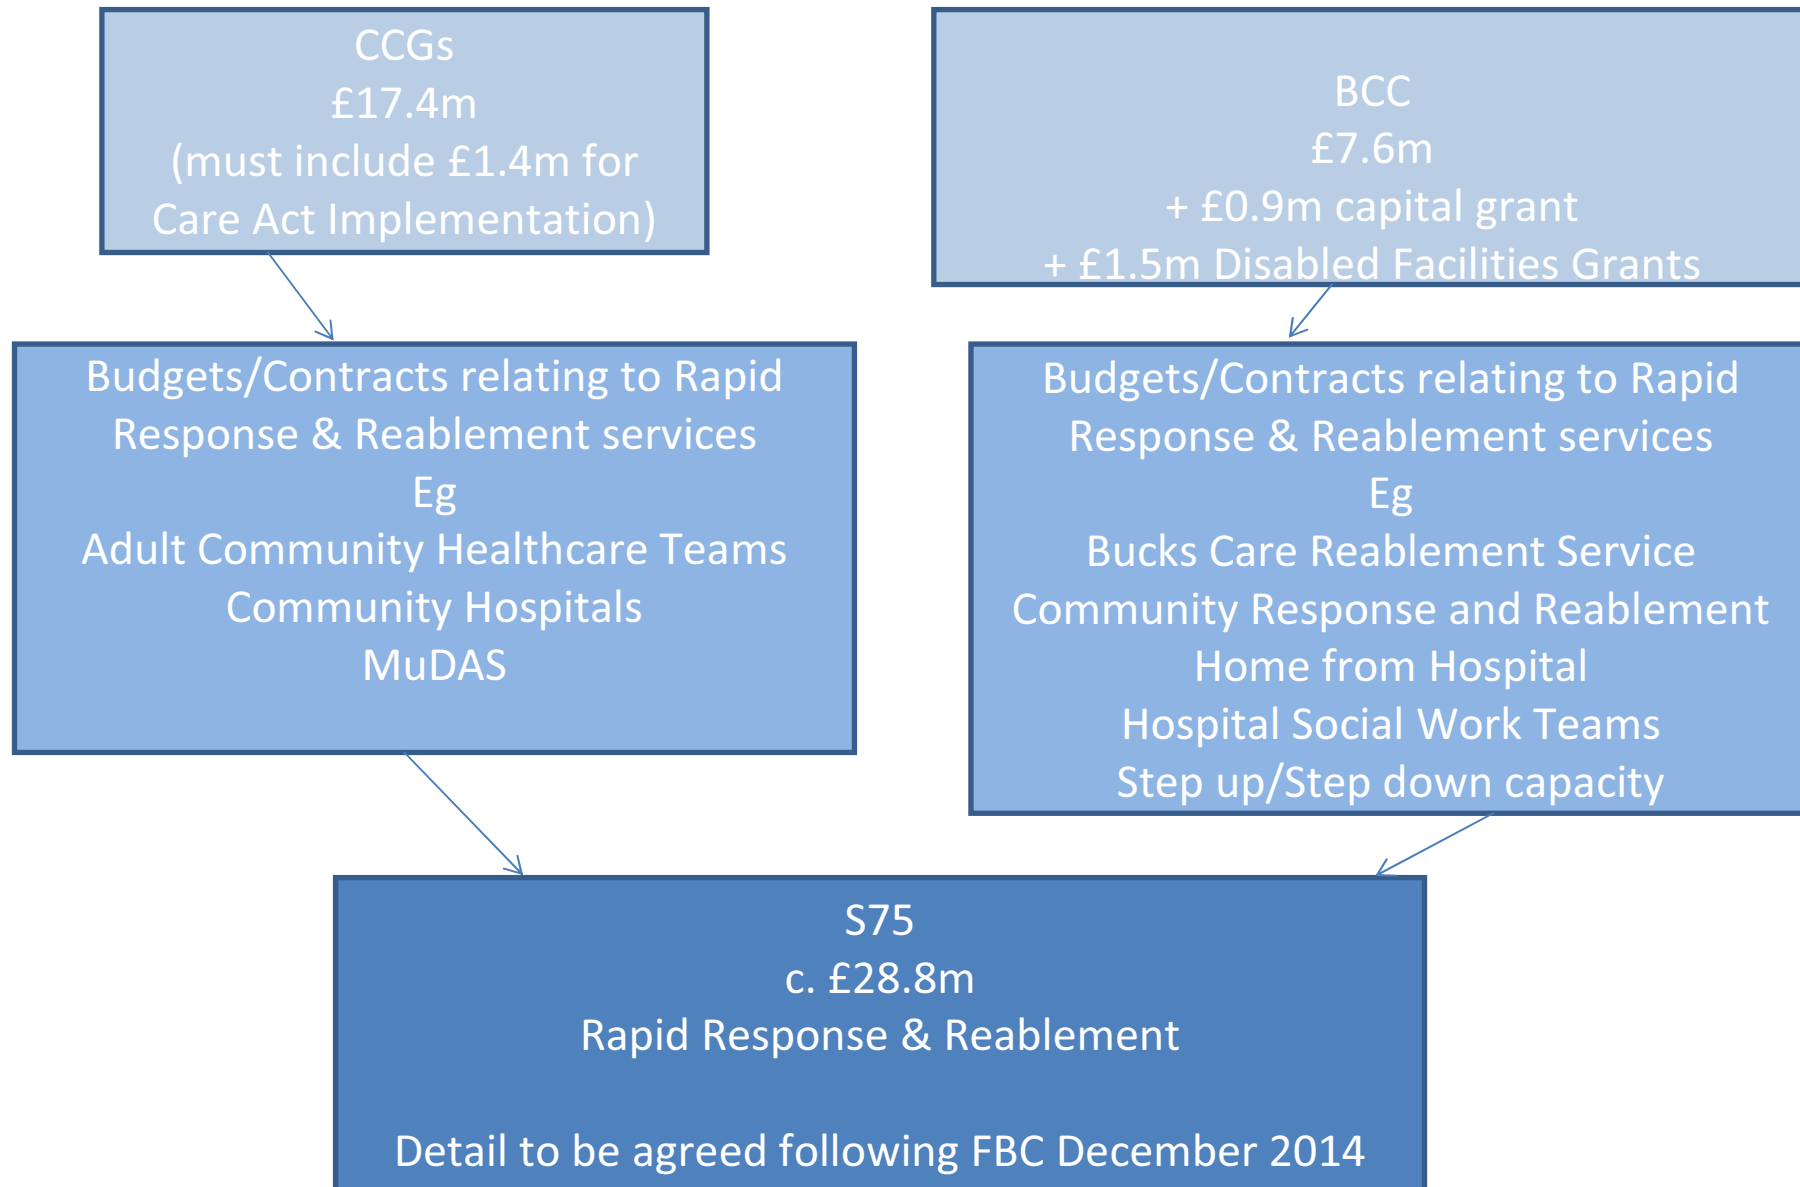 CCGs
£17.4m
(must include £1.4m for
Care Act Implementation)
BCC
£7.6m
+ £0.9m capital grant
+ £1.5m Disabled Facilities Grants
Budgets/Contracts relating to Rapid
Response & Reablement services
Eg
Adult Community Healthcare Teams
Community Hospitals
MuDAS
Budgets/Contracts relating to Rapid
Response & Reablement services
Eg
Bucks Care Reablement Service
Community Response and Reablement
Home from Hospital
Hospital Social Work Teams
Step up/Step down capacity
S75
c. £28.8m
Rapid Response & Reablement
Detail to be agreed following FBC December 2014